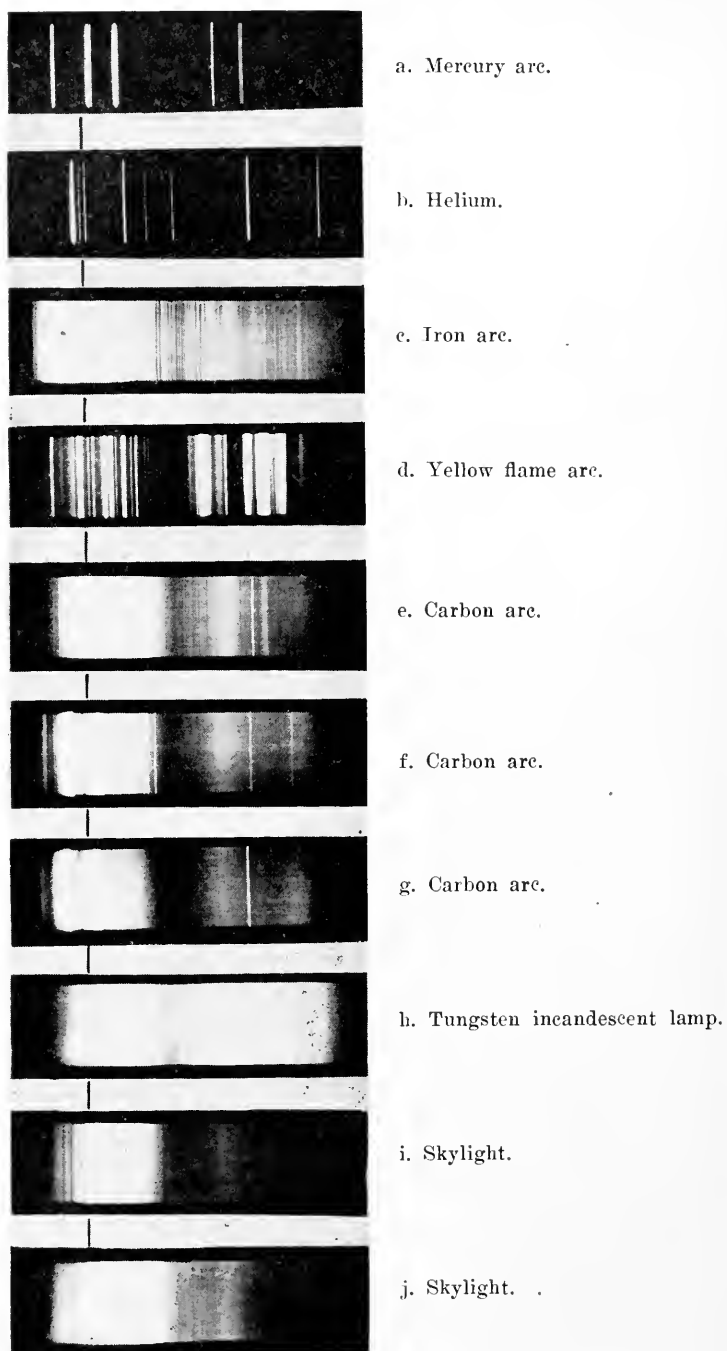 a. Mercury arc.
b. Helium.
c. Iron arc.
d. Yellow flame arc.
e. Carbon arc.
f. Carbon arc.
g. Carbon arc.
h. Tungsten incandescent lamp.
i. Skylight.
j. Skylight.